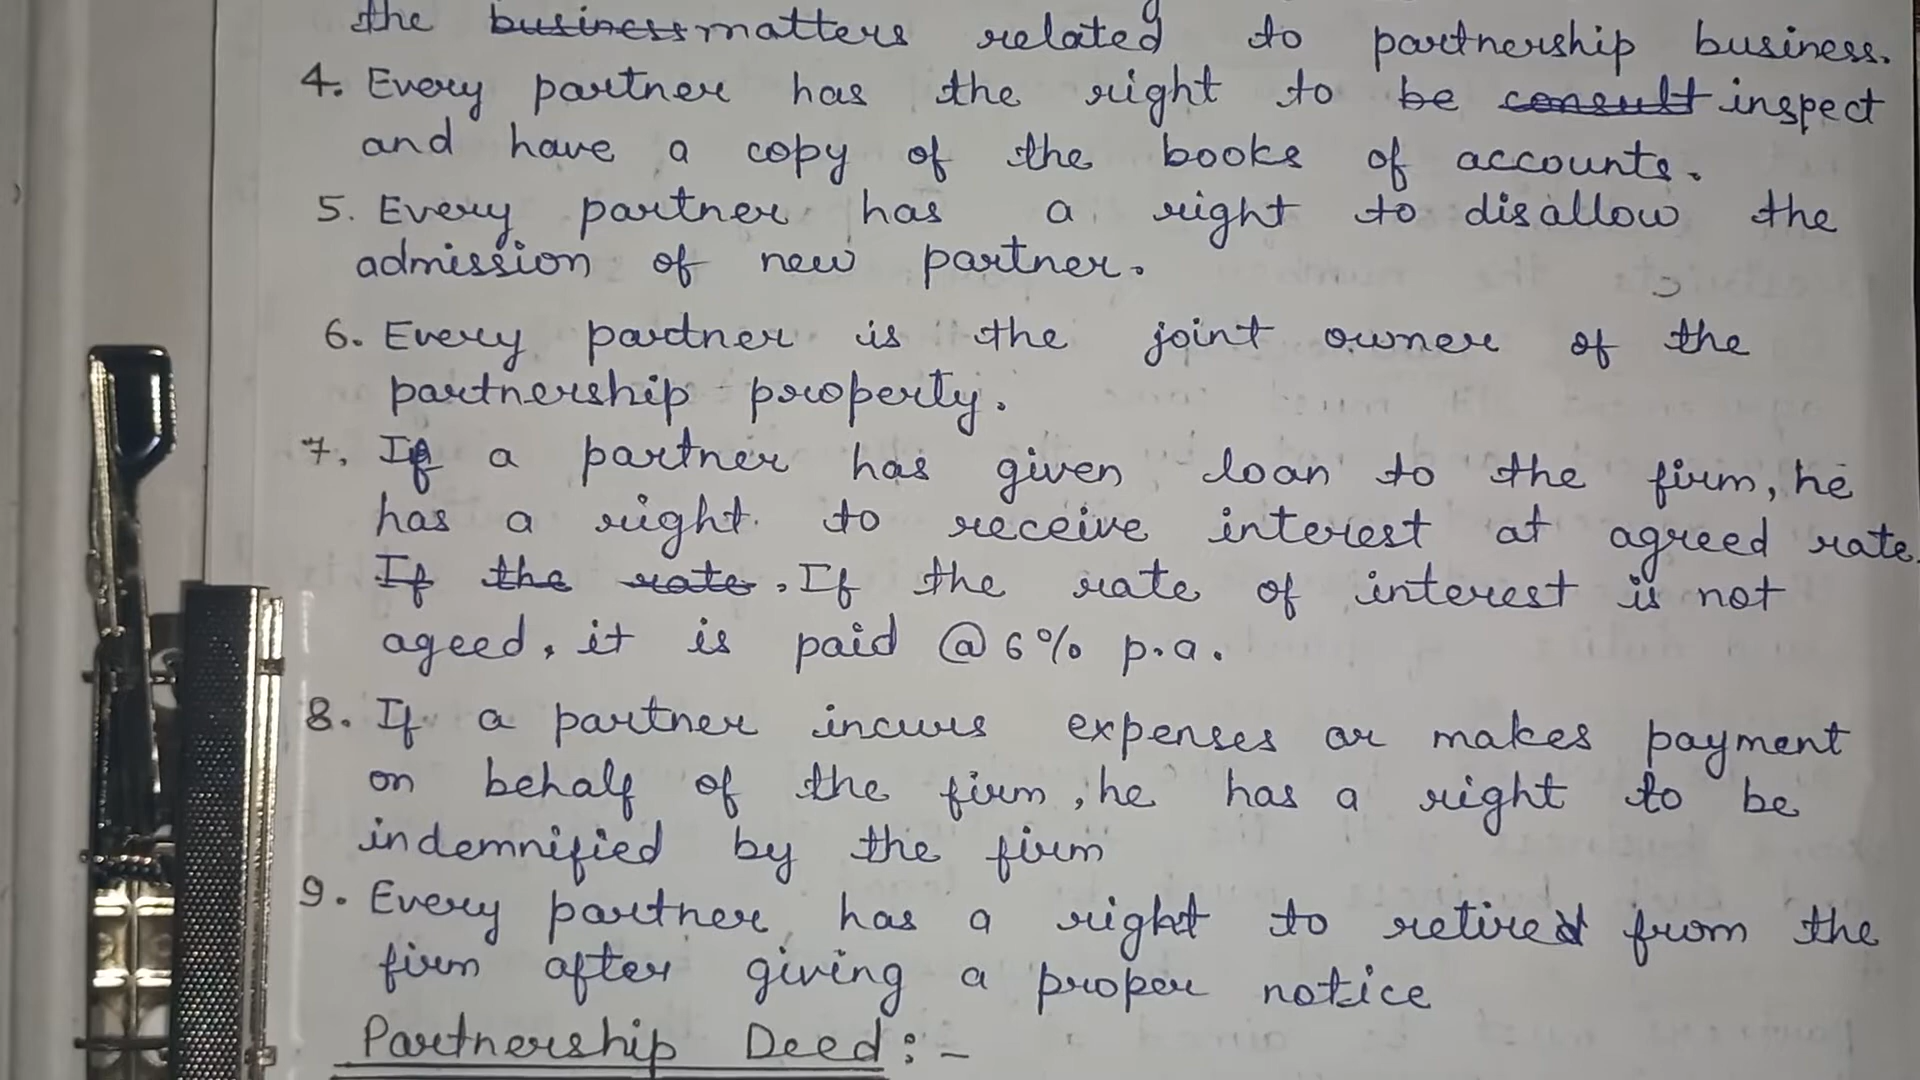 the business matters related to partnership business.
4. Every partner has the right to be consult inspect
and have a copy of the books of accounts.
5. Every partner has a right to disallow the
admission of new partner.
6. Every partner is the joint owner of the
partnership property.
7. If a partner has given loan to the firm, he
has a right to receive interest at agreed rate.
If the rate. If the rate of interest is not
ageed, it is paid @ 6% p.a.
8. If a partner incurs expenses or makes payment
on behalf of the firm, he has a right to be
indemnified by the firm
9. Every partner has a right to retired from the
firm after giving a proper notice
Partnership Deed:-